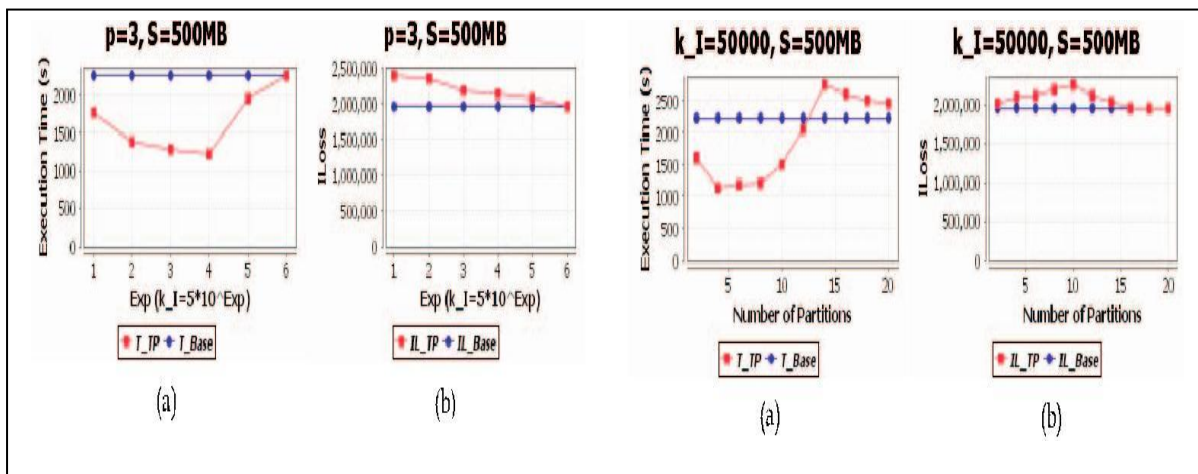 p=3, S=500MB
Execution Time (s)
2000
1500
1000
500
0
1 2 3 4 5 6
Exp (k_I=5*10^Exp)
T_TP T_Base
(a)
p=3, S=500MB
ILoss
2,500,000
2,000,000
1,500,000
1,000,000
500,000
0
1 2 3 4 5 6
Exp (k_I=5*10^Exp)
IL_TP IL_Base
(b)
k_I=50000, S=500MB
Execution Time (s)
2500
2000
1500
1000
500
0
5 10 15 20
Number of Partitions
T_TP T_Base
(a)
k_I=50000, S=500MB
ILoss
2,000,000
1,500,000
1,000,000
500,000
0
5 10 15 20
Number of Partitions
IL_TP IL_Base
(b)